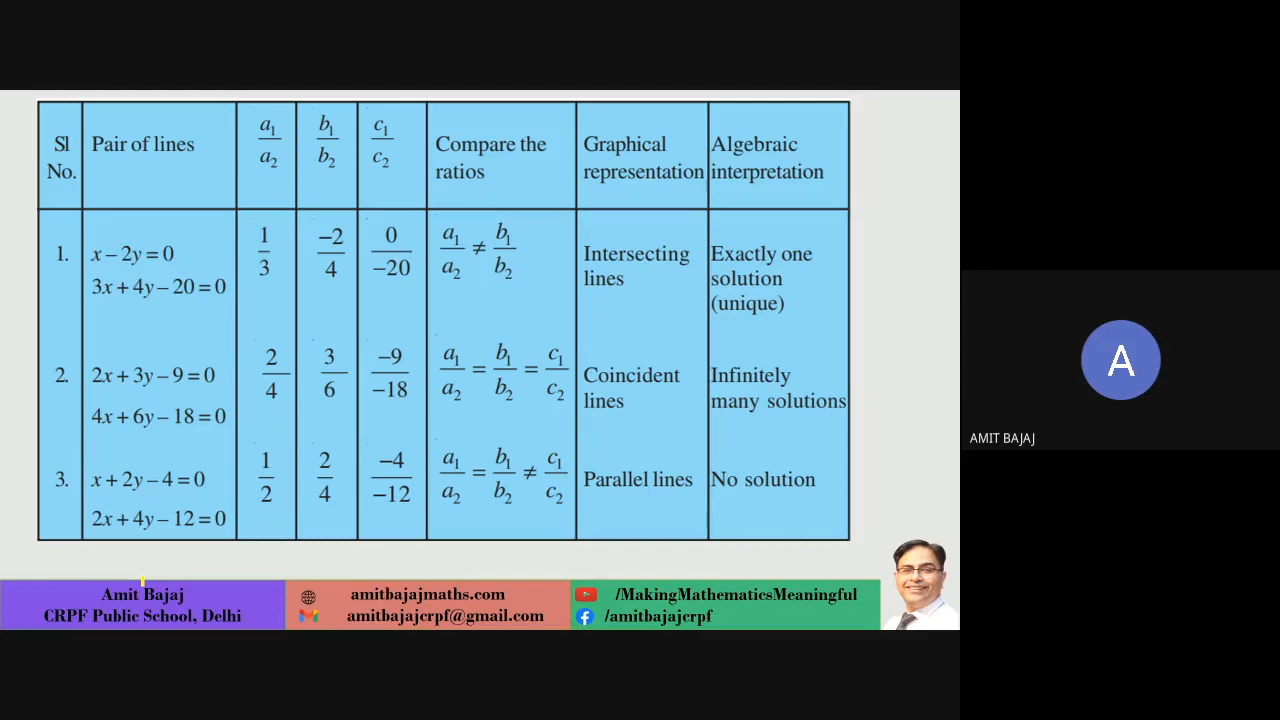 Sl No.
Pair of lines
a₁/a₂
b₁/b₂
c₁/c₂
Compare the ratios
Graphical representation
Algebraic interpretation
1.
x – 2y = 0
3x + 4y – 20 = 0
1/3
–2/4
0/–20
a₁/a₂ ≠ b₁/b₂
Intersecting
lines
Exactly one
solution
(unique)
2.
2x + 3y – 9 = 0
4x + 6y – 18 = 0
2/4
3/6
–9/–18
a₁/a₂ = b₁/b₂ = c₁/c₂
Coincident
lines
Infinitely
many solutions
3.
x + 2y – 4 = 0
2x + 4y – 12 = 0
1/2
2/4
–4/–12
a₁/a₂ = b₁/b₂ ≠ c₁/c₂
Parallel lines
No solution
Amit Bajaj
CRPF Public School, Delhi
amitbajajmaths.com
amitbajajcrpf@gmail.com
/MakingMathematicsMeaningful
/amitbajajcrpf
A
AMIT BAJAJ